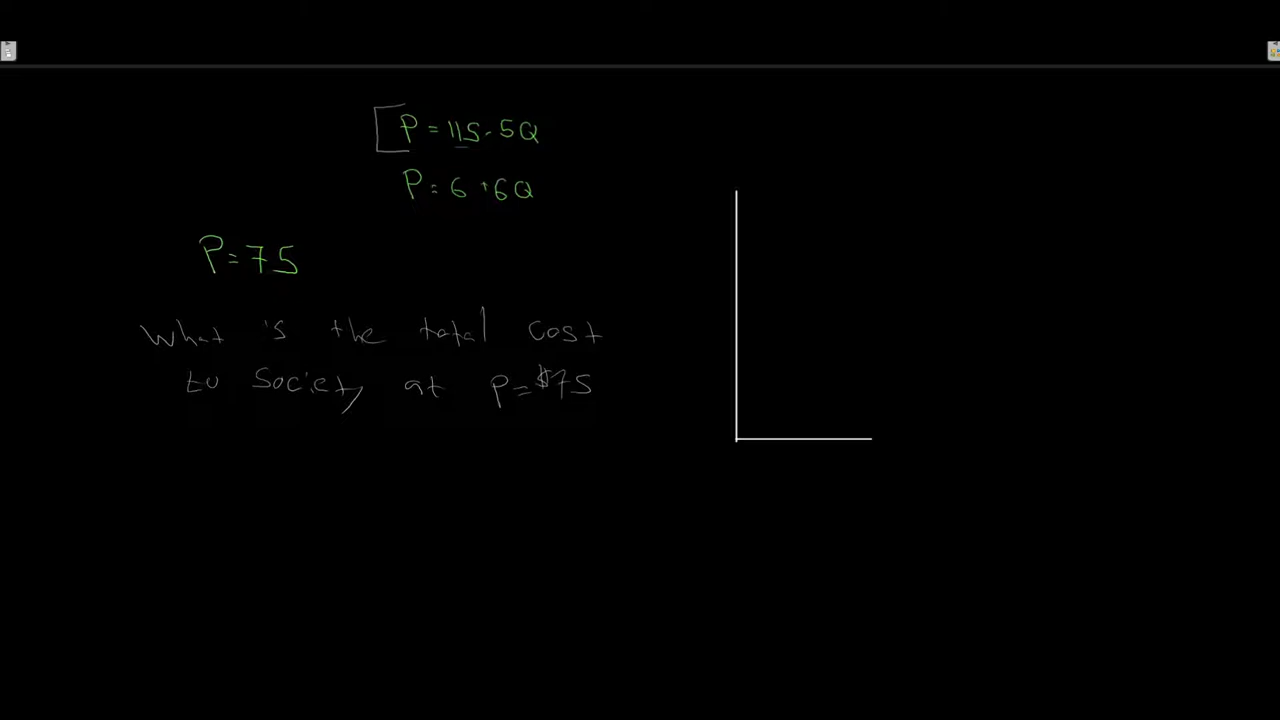 P = 115 - 5Q
P = 6 + 6Q
P = 75
What is the total cost
to Society at P = $75